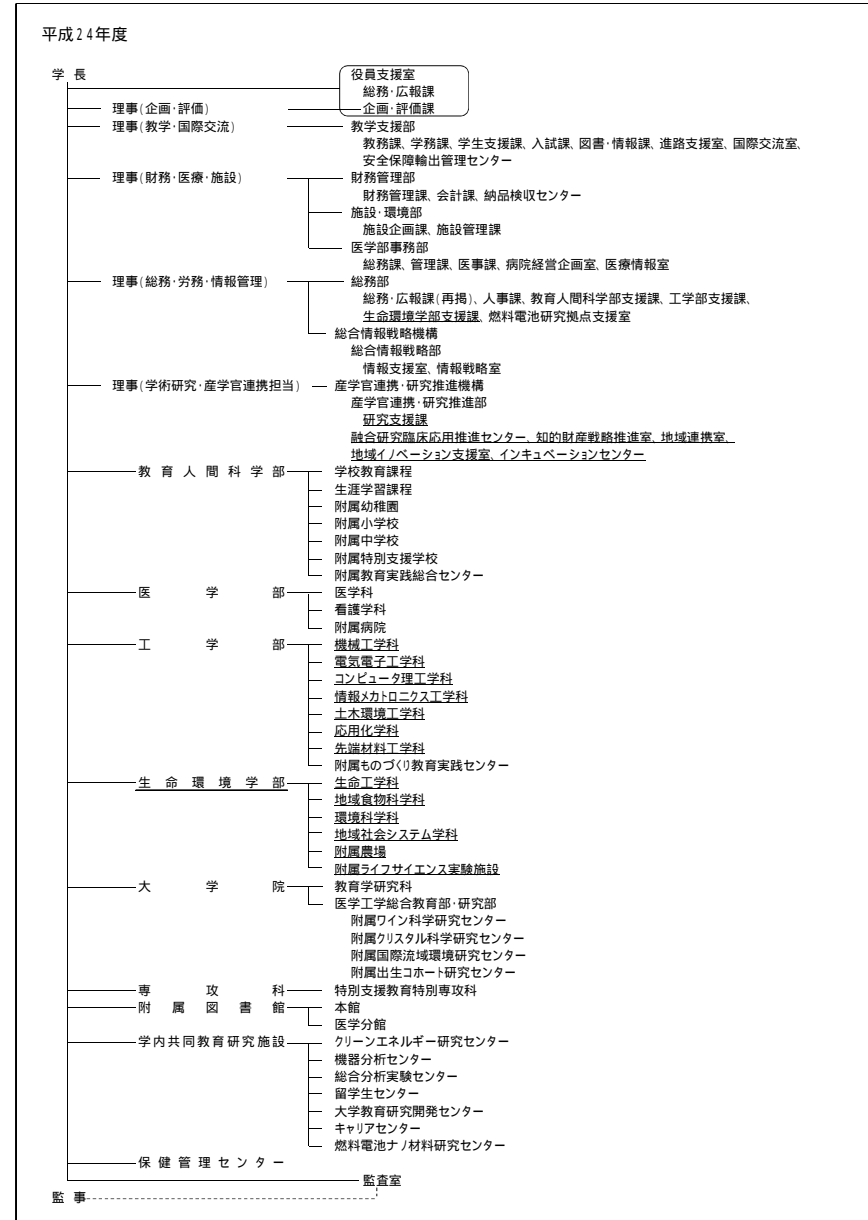 平成24年度
学長
役員支援室
総務・広報課
理事(企画・評価) 企画・評価課
理事(教学・国際交流) 教学支援部
教務課、学務課、学生支援課、入試課、図書・情報課、進路支援室、国際交流室、
安全保障輸出管理センター
理事(財務・医療・施設) 財務管理部
財務管理課、会計課、納品検収センター
施設・環境部
施設企画課、施設管理課
医学部事務部
総務課、管理課、医事課、病院経営企画室、医療情報室
理事(総務・労務・情報管理) 総務部
総務・広報課(再掲)、人事課、教育人間科学部支援課、工学部支援課、
生命環境学部支援課、燃料電池研究拠点支援室
総合情報戦略機構
総合情報戦略部
情報支援室、情報戦略室
理事(学術研究・産学官連携担当) 産学官連携・研究推進機構
産学官連携・研究推進部
研究支援課
融合研究臨床応用推進センター、知的財産戦略推進室、地域連携室、
地域イノベーション支援室、インキュベーションセンター
教育人間科学部 学校教育課程
生涯学習課程
附属幼稚園
附属小学校
附属中学校
附属特別支援学校
附属教育実践総合センター
医学部 医学科
看護学科
附属病院
工学部 機械工学科
電気電子工学科
コンピュータ理工学科
情報メカトロニクス工学科
土木環境工学科
応用化学科
先端材料工学科
附属ものづくり教育実践センター
生命環境学部 生命工学科
地域食物科学科
環境科学科
地域社会システム学科
附属農場
附属ライフサイエンス実験施設
大学院 教育学研究科
医学工学総合教育部・研究部
附属ワイン科学研究センター
附属クリスタル科学研究センター
附属国際流域環境研究センター
附属出生コホート研究センター
専攻科 特別支援教育特別専攻科
附属図書館 本館
医学分館
学内共同教育研究施設 クリーンエネルギー研究センター
機器分析センター
総合分析実験センター
留学生センター
大学教育研究開発センター
キャリアセンター
燃料電池ナノ材料研究センター
保健管理センター
監査室
監事